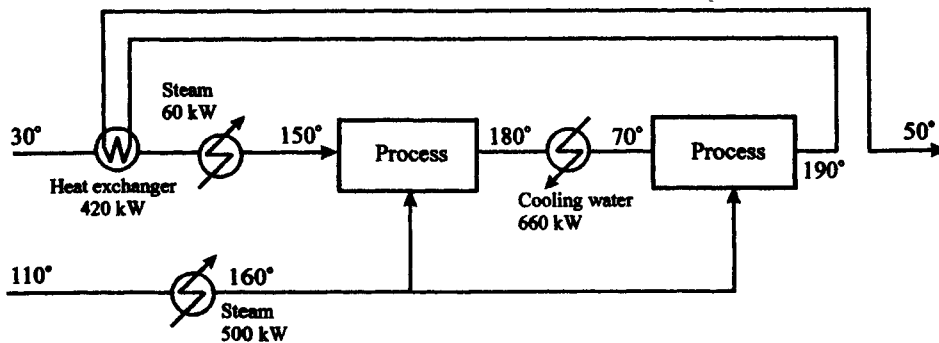 Steam
60 kW
30°
150°
Process
180°
70°
Process
190°
50°
Heat exchanger
420 kW
Cooling water
660 kW
110°
160°
Steam
500 kW